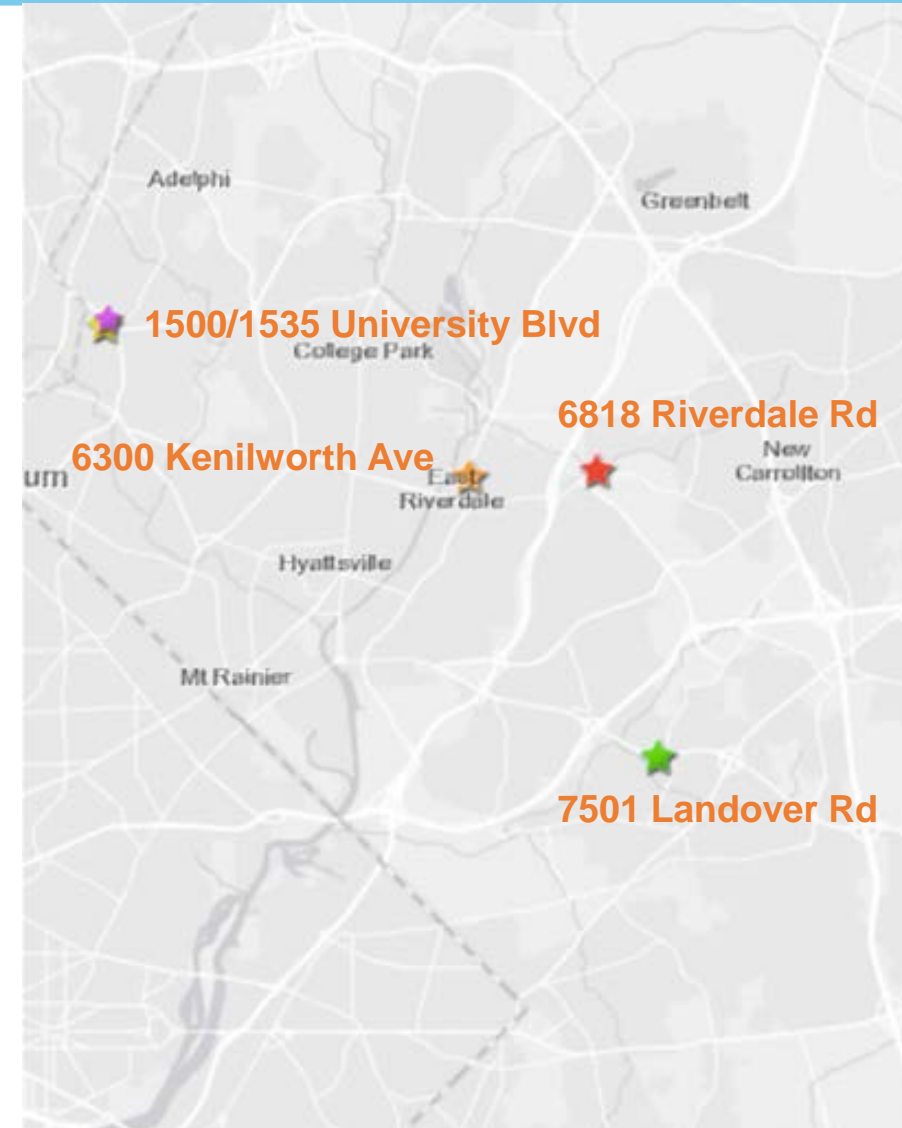 Adelphi
Greenbelt
1500/1535 University Blvd
College Park
6818 Riverdale Rd
6300 Kenilworth Ave
New
Carrollton
um
East
Riverdale
Hyattsville
Mt Rainier
7501 Landover Rd